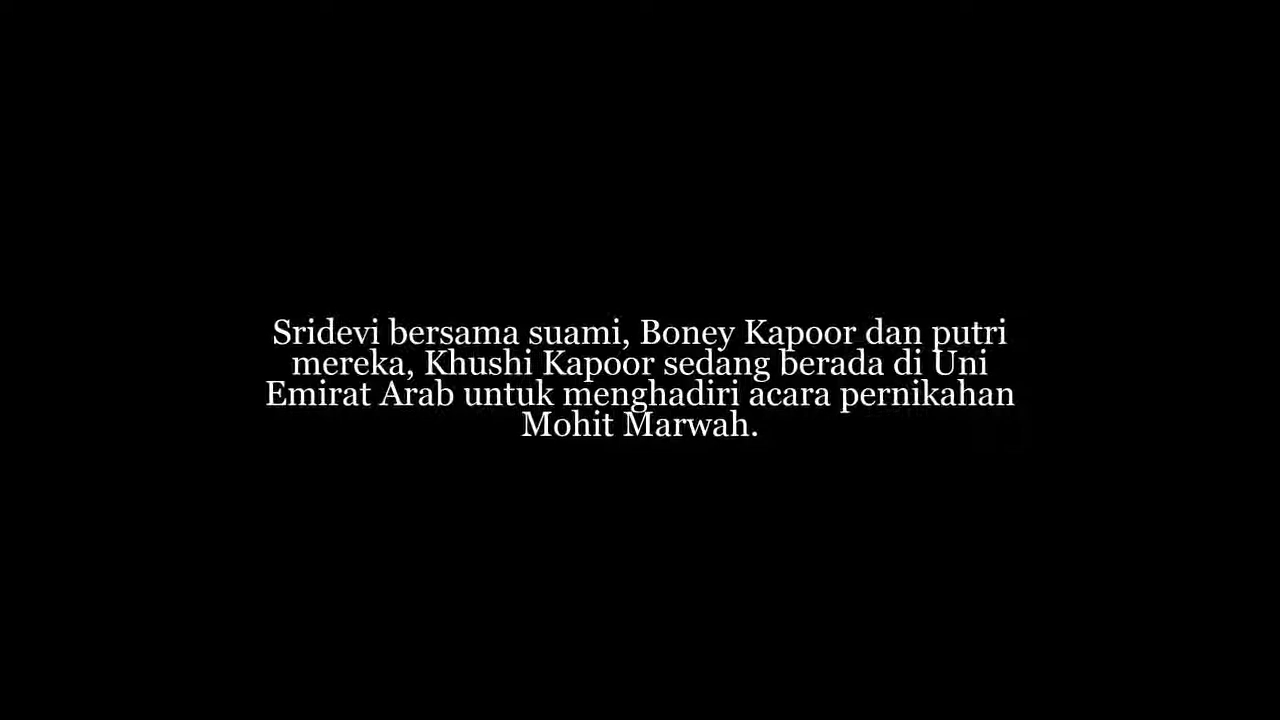 Sridevi bersama suami, Boney Kapoor dan putri
mereka, Khushi Kapoor sedang berada di Uni
Emirat Arab untuk menghadiri acara pernikahan
Mohit Marwah.